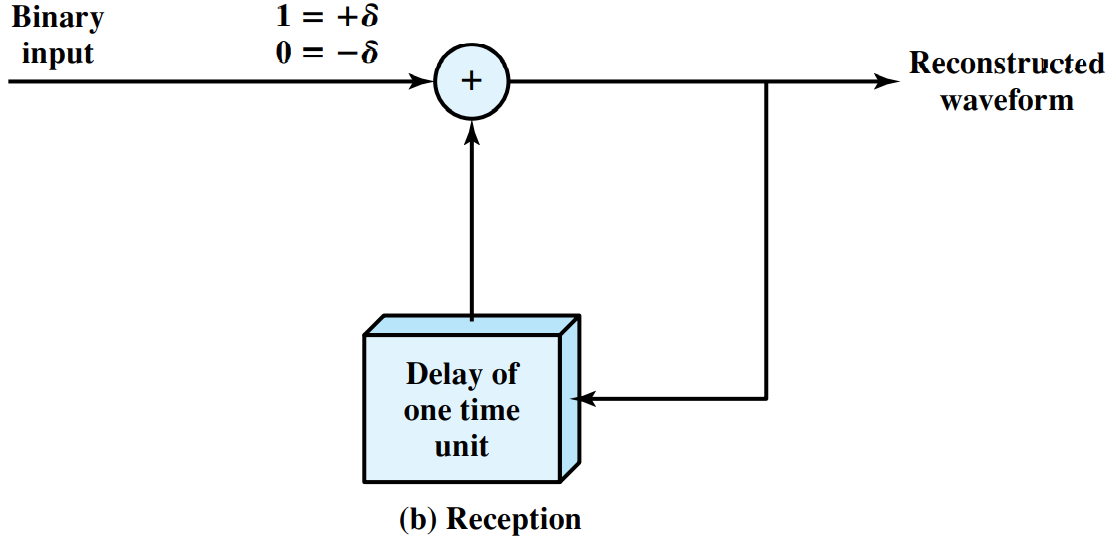 Binary
input
1 = +δ
0 = −δ
+
Reconstructed
waveform
Delay of
one time
unit
(b) Reception